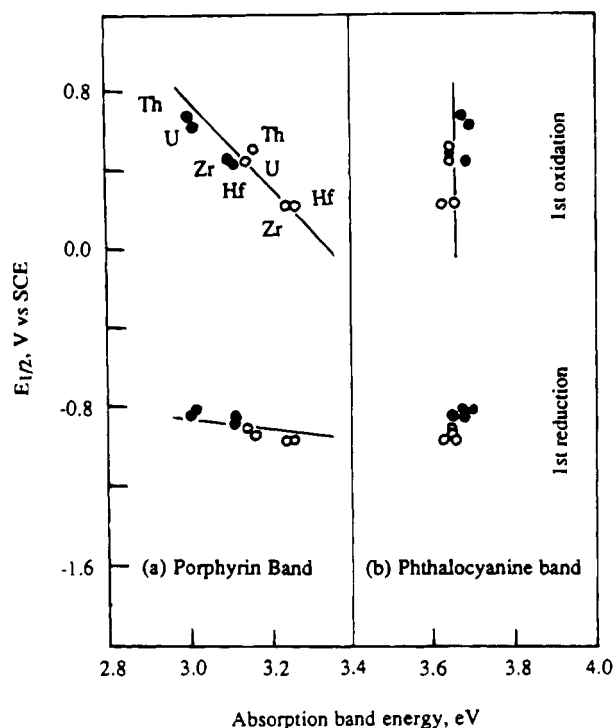 0.8
0.0
-0.8
-1.6
E1/2, V vs SCE
Th
U
Zr
Hf
Th
U
Hf
Zr
1st oxidation
1st reduction
(a) Porphyrin Band
(b) Phthalocyanine band
2.8 3.0 3.2 3.4 3.6 3.8 4.0
Absorption band energy, eV